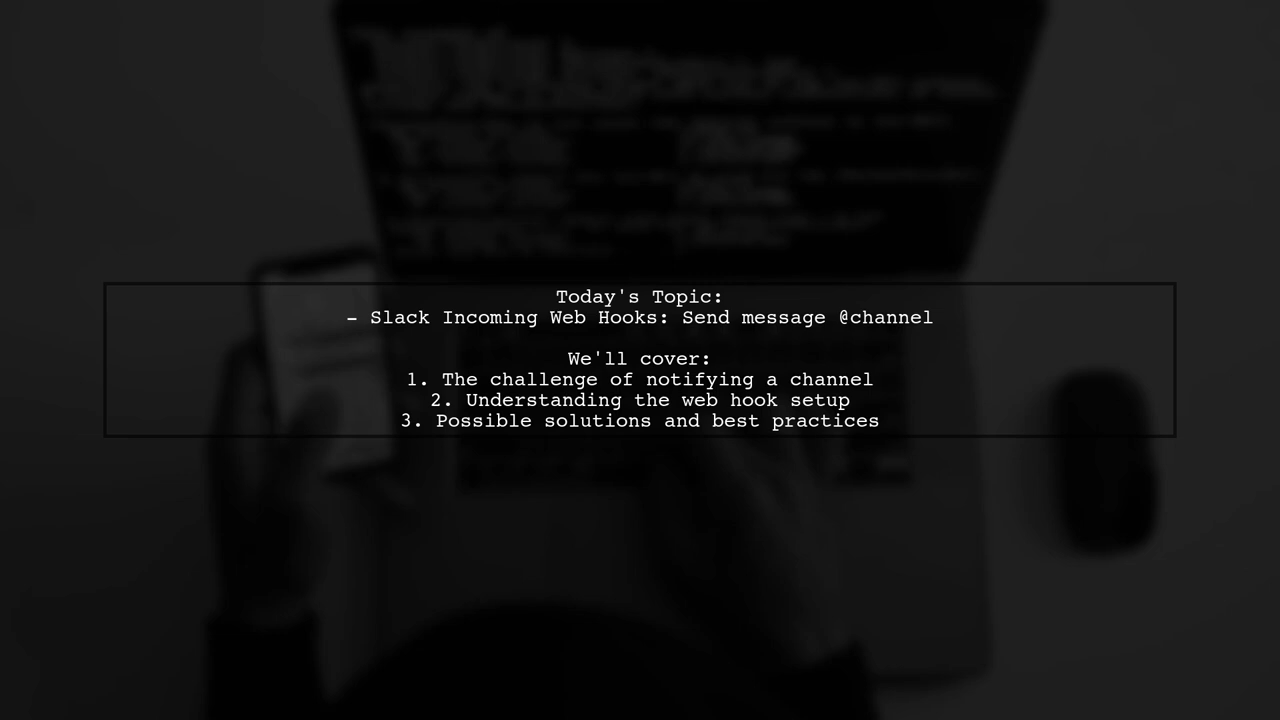 Today's Topic:
– Slack Incoming Web Hooks: Send message @channel
We'll cover:
1. The challenge of notifying a channel
2. Understanding the web hook setup
3. Possible solutions and best practices